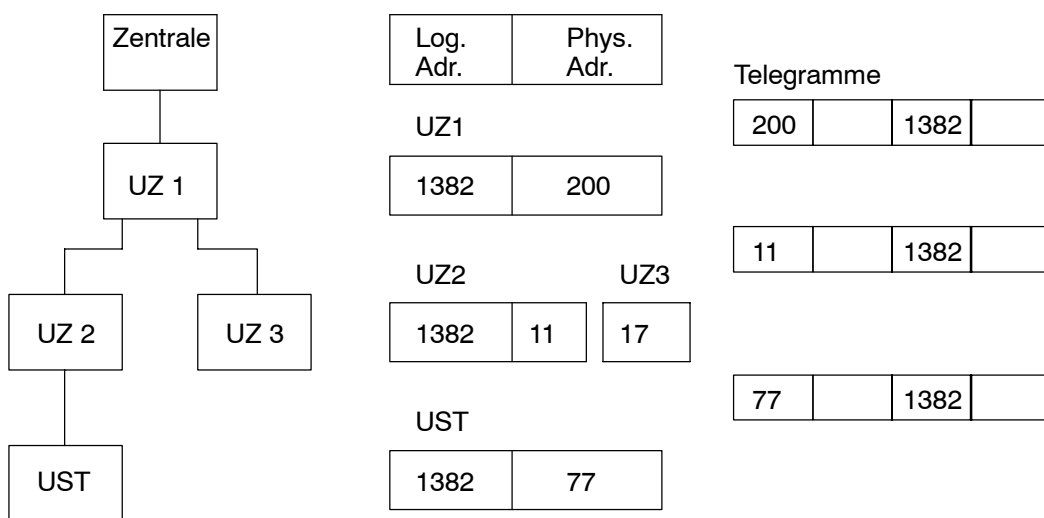 Zentrale
UZ 1
UZ 2
UZ 3
UST
Log. Adr.
Phys. Adr.
UZ1
1382
200
UZ2
UZ3
1382
11
17
UST
1382
77
Telegramme
200
1382
11
1382
77
1382